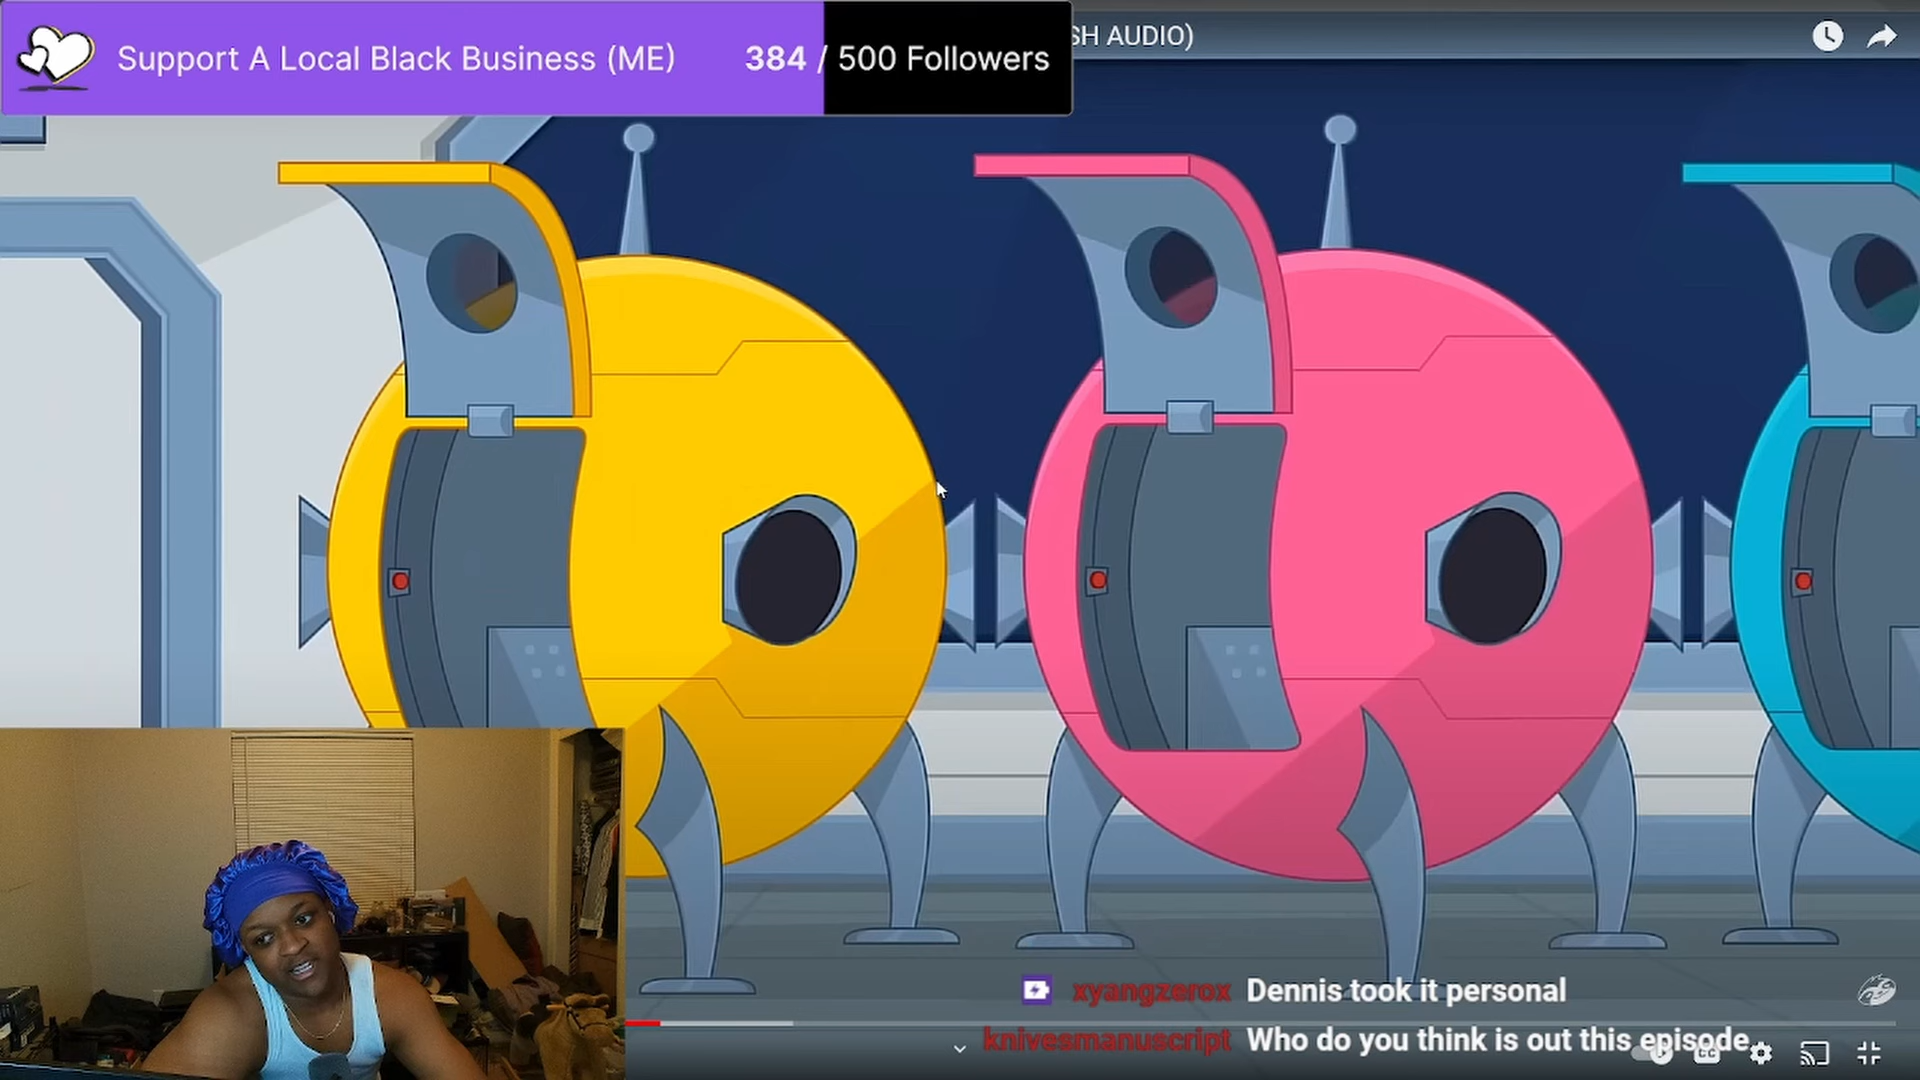 Support A Local Black Business (ME) 384 / 500 Followers
SH AUDIO)
xyangzerox Dennis took it personal
knivesmanuscript Who do you think is out this episode